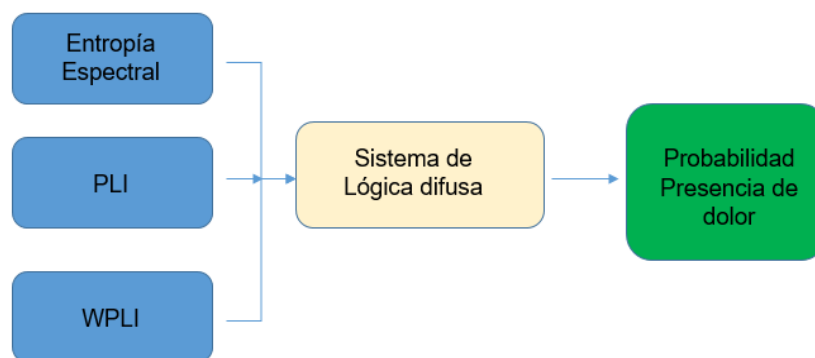 Entropía
Espectral
PLI
WPLI
Sistema de
Lógica difusa
Probabilidad
Presencia de
dolor